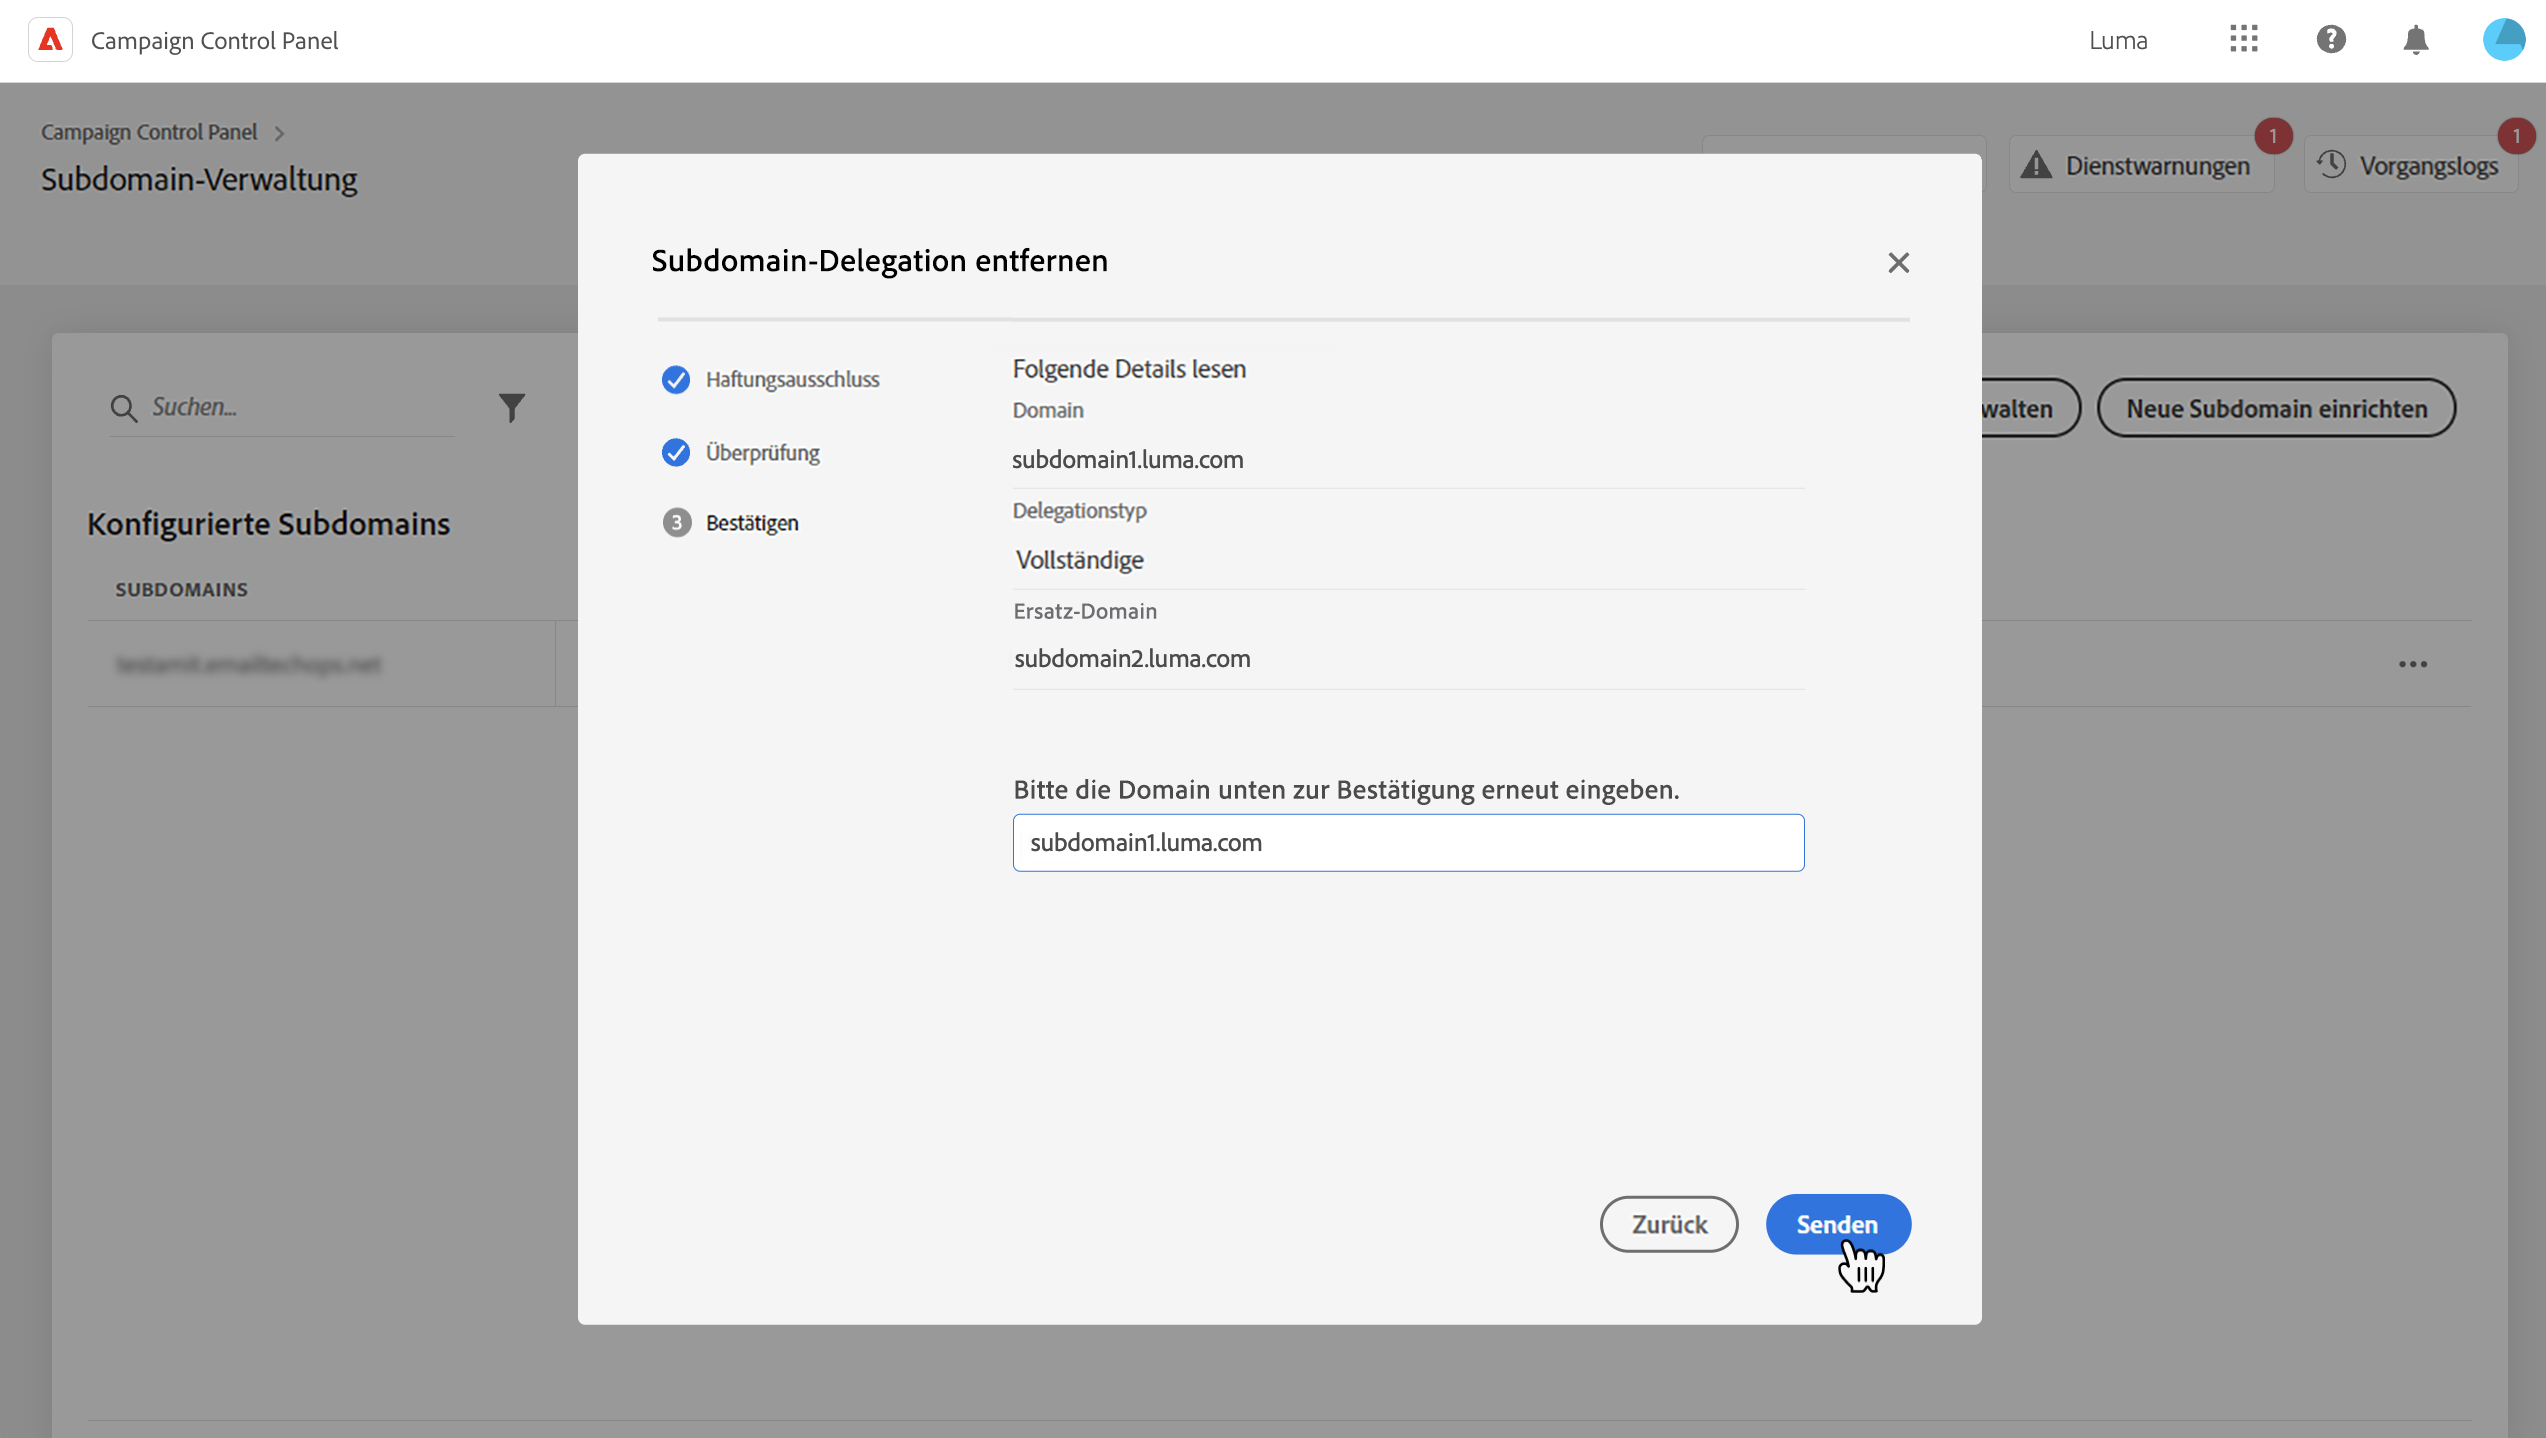 Campaign Control Panel
Luma
Campaign Control Panel
Subdomain-Verwaltung
1
Dienstwarnungen
1
Vorgangslogs
Subdomain-Delegation entfernen
Suchen...
walten
Neue Subdomain einrichten
Konfigurierte Subdomains
SUBDOMAINS
Haftungsausschluss
Überprüfung
3 Bestätigen
Folgende Details lesen
Domain
subdomain1.luma.com
Delegationstyp
Vollständige
Ersatz-Domain
subdomain2.luma.com
Bitte die Domain unten zur Bestätigung erneut eingeben.
subdomain1.luma.com
Zurück
Senden